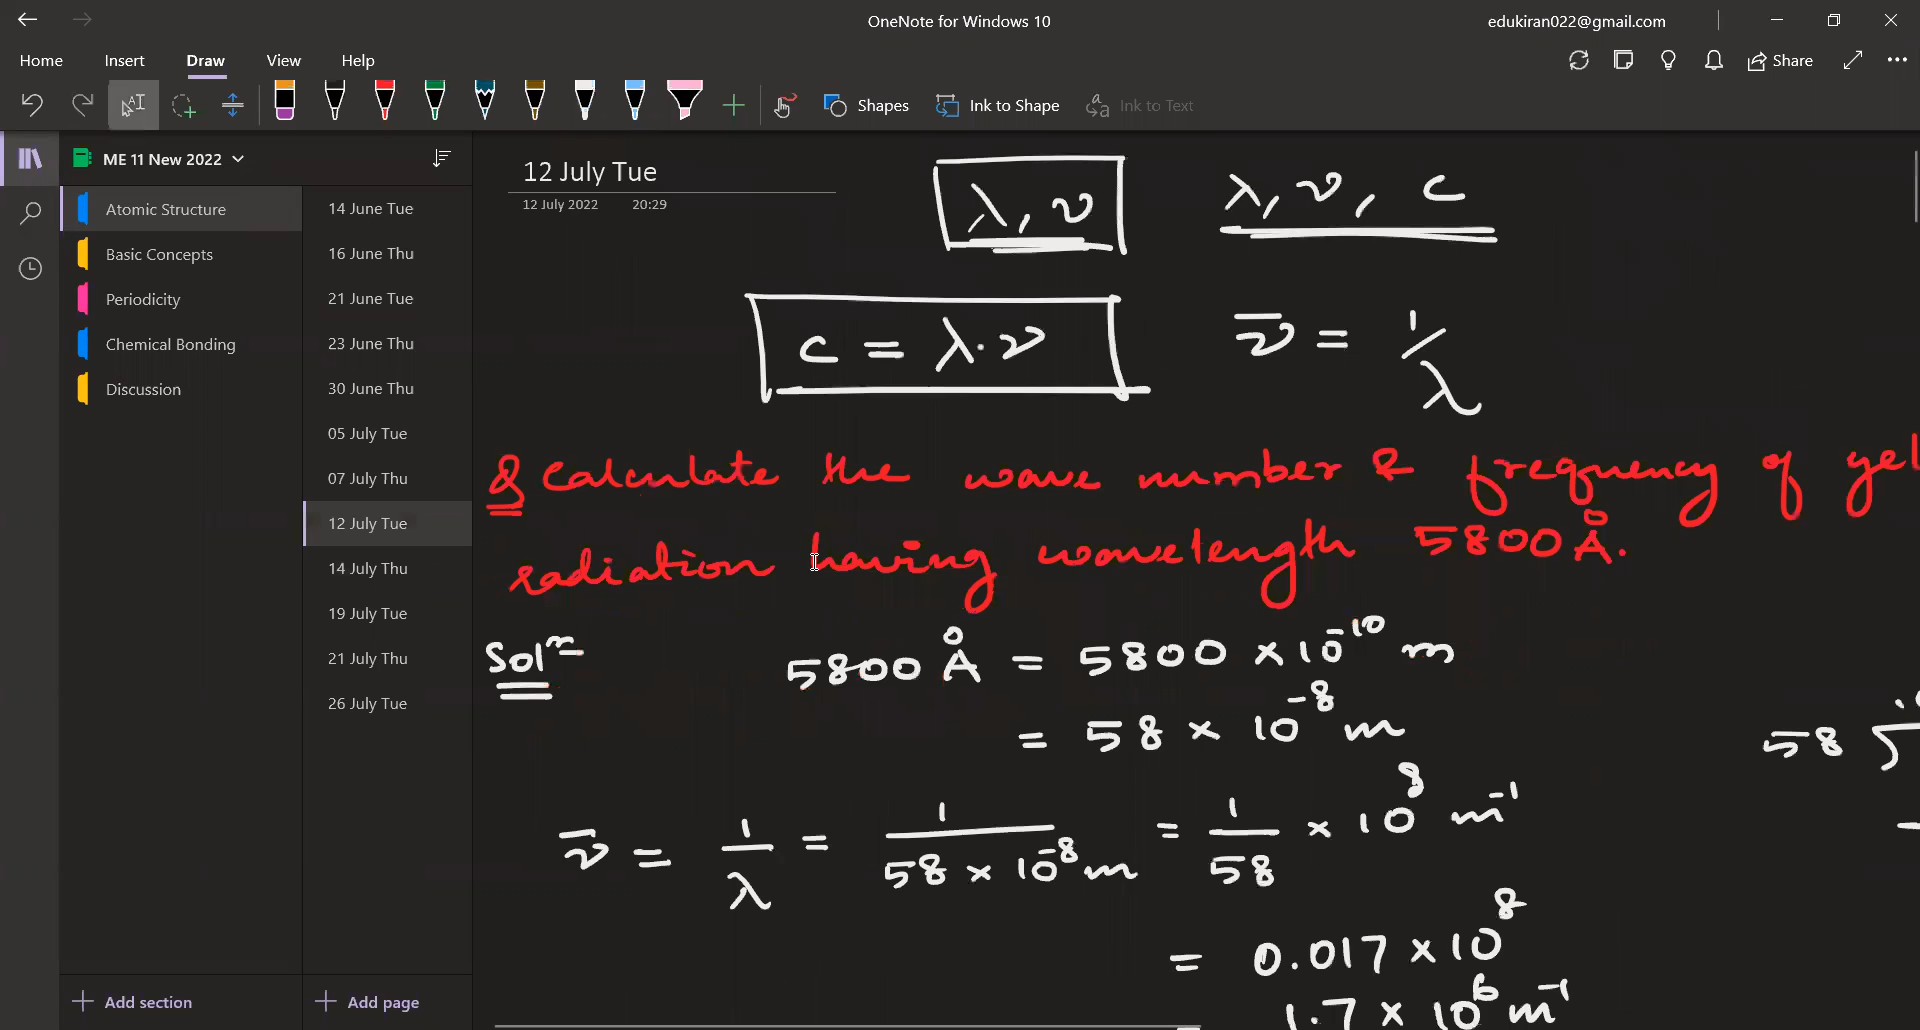 OneNote for Windows 10
edukiran022@gmail.com
Home Insert Draw View Help
Share
Shapes Ink to Shape Ink to Text
ME 11 New 2022
Atomic Structure
Basic Concepts
Periodicity
Chemical Bonding
Discussion
14 June Tue
16 June Thu
21 June Tue
23 June Thu
30 June Thu
05 July Tue
07 July Thu
12 July Tue
14 July Thu
19 July Tue
21 July Thu
26 July Tue
Add section
Add page
12 July Tue
12 July 2022 20:29
λ, ν λ, ν, c
c = λ·ν ν̅ = 1/λ
Q Calculate the wave number & frequency of yel
radiation having wavelength 5800 Å.
Solⁿ 5800 Å = 5800 × 10⁻¹⁰ m
= 58 × 10⁻⁸ m
58
ν̅ = 1/λ = 1/(58 × 10⁻⁸ m) = 1/58 × 10⁸ m⁻¹
= 0.017 × 10⁸
1.7 × 10⁶ m⁻¹